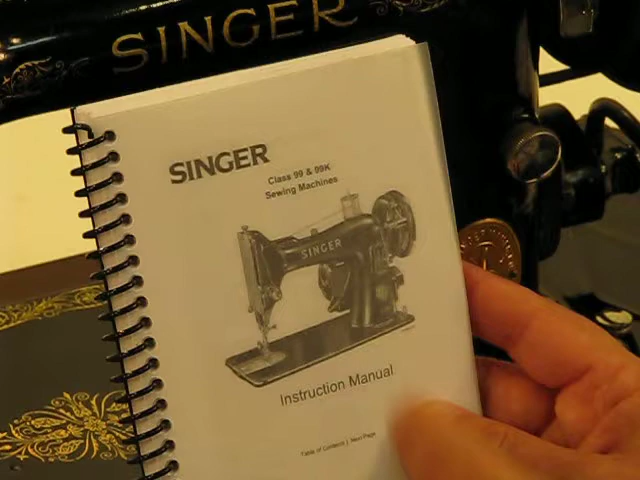 SINGER
SINGER
Class 99 & 99K
Sewing Machines
SINGER
Instruction Manual
Table of Contents | Next Page